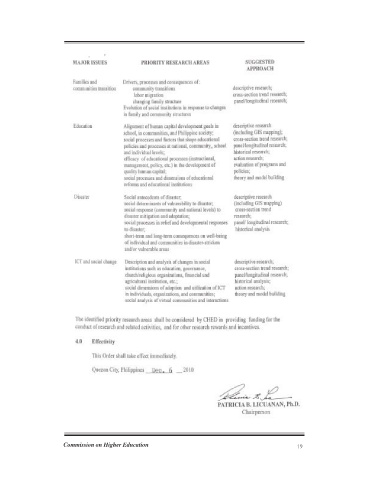 MAJOR ISSUES PRIORITY RESEARCH AREAS SUGGESTED
APPROACH
Families and Drivers, processes and consequences of:
communities transition community transitions descriptive research;
labor migration cross-section trend research;
changing family structure panel/longitudinal research;
Evolution of social institutions in response to changes
in family and community structures
Education Alignment of human capital development goals in descriptive research
school, in communities, and Philippine society; (including GIS mapping);
social processes and factors that shape educational cross-section trend research;
policies and processes at national, community, school panel/longitudinal research;
and individual levels; historical research;
efficacy of educational processes (instructional, action research;
management, policy, etc.) in the development of evaluation of programs and
quality human capital; policies;
social processes and dimensions of educational theory and model building
reforms and educational institutions;
Disaster Social antecedents of disaster; descriptive research
social determinants of vulnerability to disaster; (including GIS mapping)
social response (community and national levels) to cross-section trend
disaster mitigation and adaptation; research;
social processes in relief and developmental responses panel/ longitudinal research;
to disaster; historical analysis
short-term and long-term consequences on well-being
of individual and communities in disaster-stricken
and/or vulnerable areas
ICT and social change Description and analysis of changes in social descriptive research;
institutions such as education, governance, cross-section trend research;
church/religious organizations, financial and panel/longitudinal research;
agricultural institution, etc.; historical analysis;
social dimensions of adoption and utilization of ICT action research;
in individuals, organizations, and communities; theory and model building
social analysis of virtual communities and interactions
The identified priority research areas shall be considered by CHED in providing funding for the
conduct of research and related activities, and for other research rewards and incentives.
4.0 Effectivity
This Order shall take effect immediately.
Quezon City, Philippines Dec. 6 2010
PATRICIA B. LICUANAN, Ph.D.
Chairperson
Commission on Higher Education 19